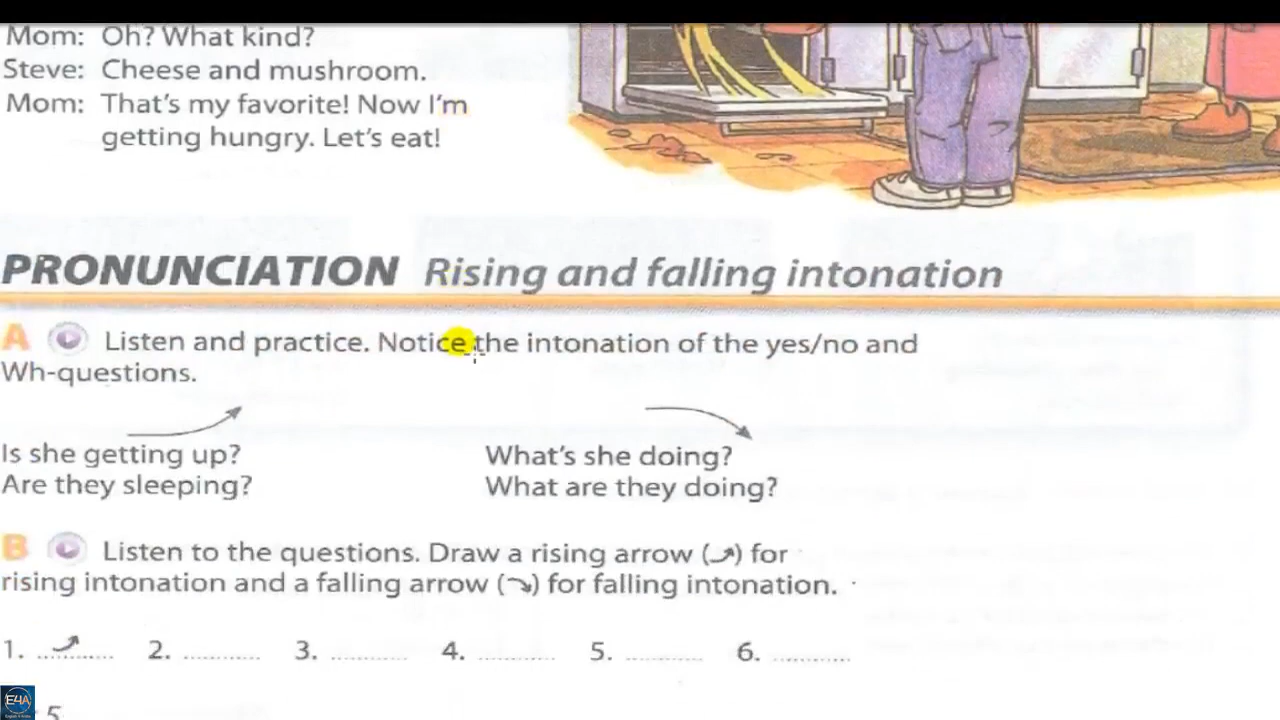 Mom: Oh? What kind?
Steve: Cheese and mushroom.
Mom: That's my favorite! Now I'm
getting hungry. Let's eat!
PRONUNCIATION Rising and falling intonation
A Listen and practice. Notice the intonation of the yes/no and
Wh-questions.
Is she getting up?
Are they sleeping?
What's she doing?
What are they doing?
B Listen to the questions. Draw a rising arrow (⤴) for
rising intonation and a falling arrow (⤵) for falling intonation.
1. ⤴ 2. 3. 4. 5. 6.
E4A
5